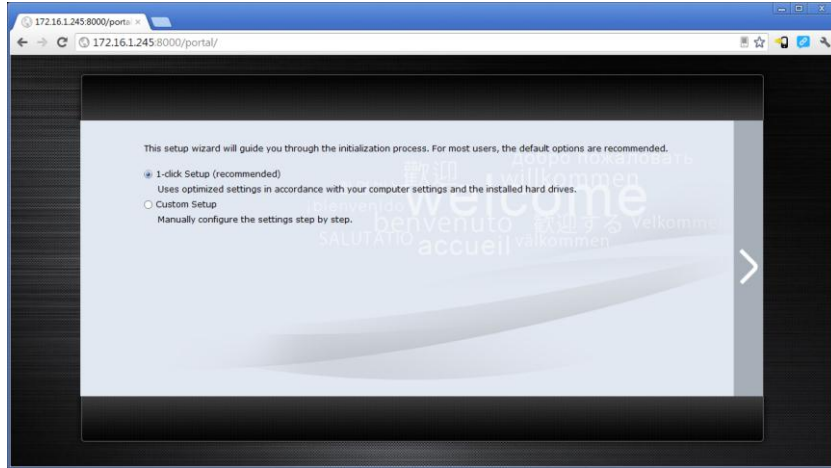 172.16.1.245:8000/porta
172.16.1.245:8000/portal/
This setup wizard will guide you through the initialization process. For most users, the default options are recommended.
1-click Setup (recommended)
Uses optimized settings in accordance with your computer settings and the installed hard drives.
Custom Setup
Manually configure the settings step by step.
добро пожаловать
歡迎
willkommen
bienvenido
welcome
benvenuto
歓迎する
Velkomme
SALUTATIO
accueil
välkommen